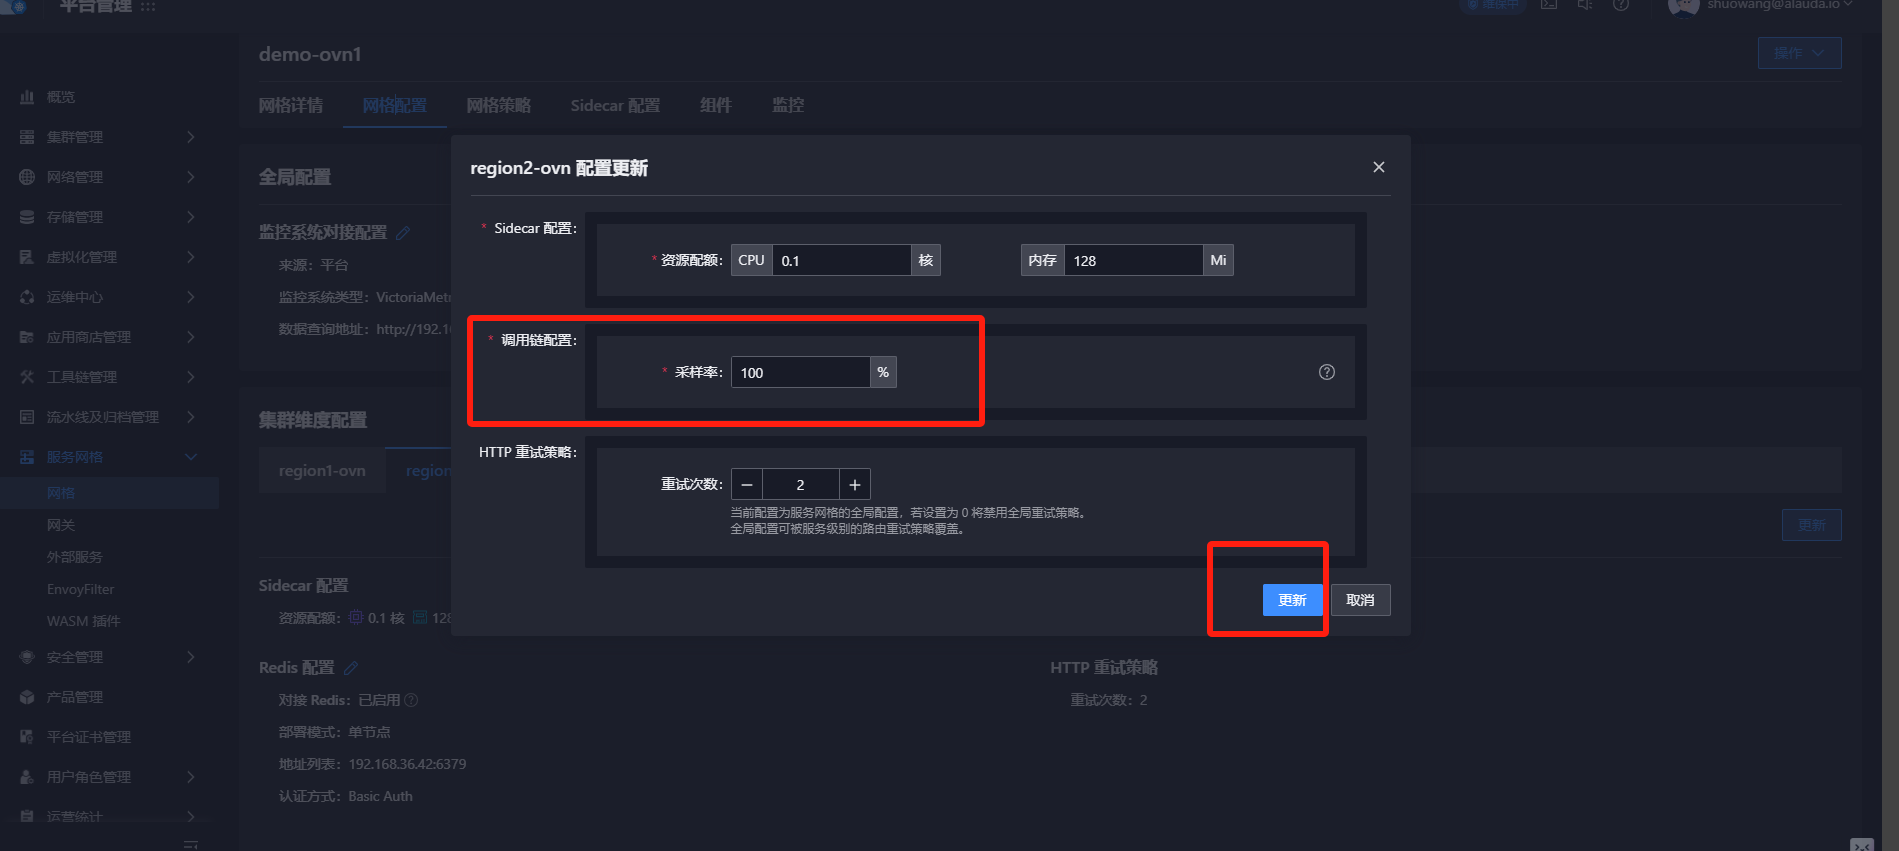 平台管理
维保中
shuowang@alauda.io
demo-ovn1
操作
网格详情
网格配置
网格策略
Sidecar 配置
组件
监控
概览
集群管理
网络管理
存储管理
虚拟化管理
运维中心
应用商店管理
工具链管理
流水线及归档管理
服务网格
网格
网关
外部服务
EnvoyFilter
WASM 插件
安全管理
产品管理
平台证书管理
用户角色管理
运营统计
全局配置
监控系统对接配置
来源：平台
监控系统类型：VictoriaMet
数据查询地址：http://192.1
集群维度配置
region1-ovn
region
更新
Sidecar 配置
资源配额：0.1 核 128
Redis 配置
对接 Redis：已启用
部署模式：单节点
地址列表：192.168.36.42:6379
认证方式：Basic Auth
HTTP 重试策略
重试次数：2
region2-ovn 配置更新
* Sidecar 配置：
* 资源配额： CPU 0.1 核 内存 128 Mi
* 调用链配置：
* 采样率： 100 %
HTTP 重试策略：
重试次数： − 2 +
当前配置为服务网格的全局配置，若设置为 0 将禁用全局重试策略。
全局配置可被服务级别的路由重试策略覆盖。
更新
取消